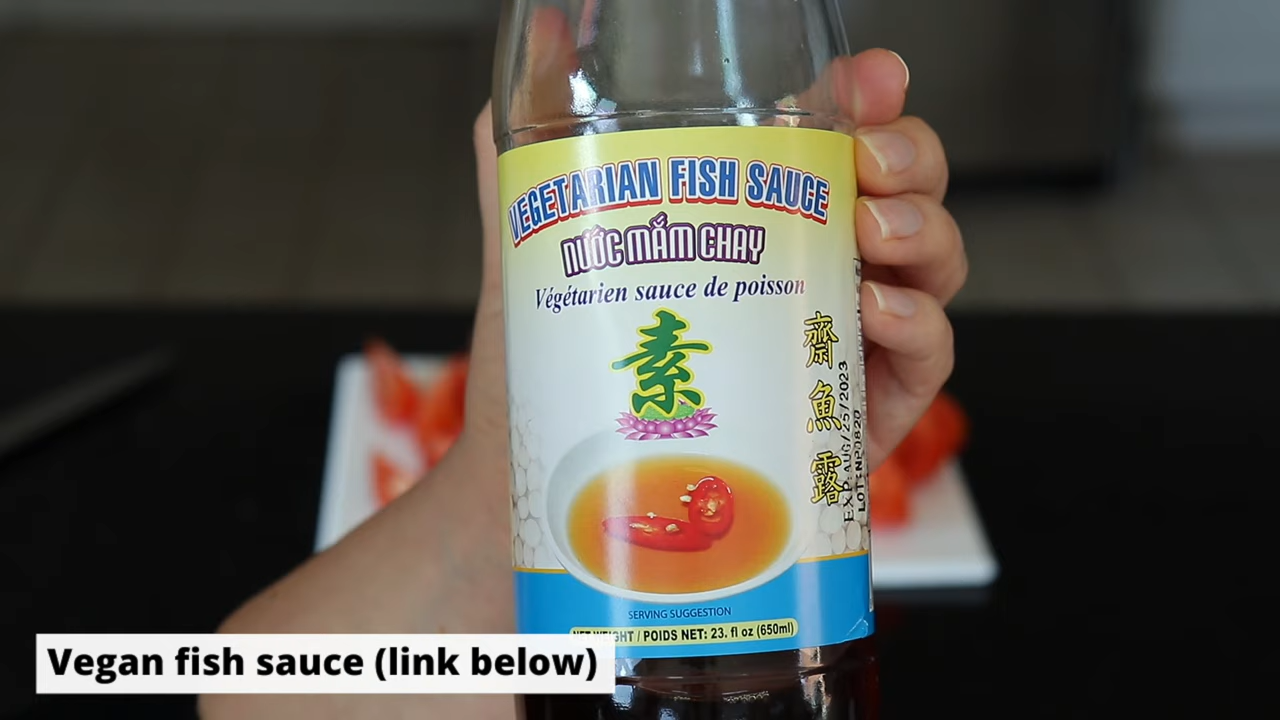 VEGETARIAN FISH SAUCE
NƯỚC MẮM CHAY
Végétarien sauce de poisson
素
齋魚露
EXP: AUG/25/2023
LOT: NP0820
SERVING SUGGESTION
NET WEIGHT / POIDS NET: 23. fl oz (650ml)
Vegan fish sauce (link below)